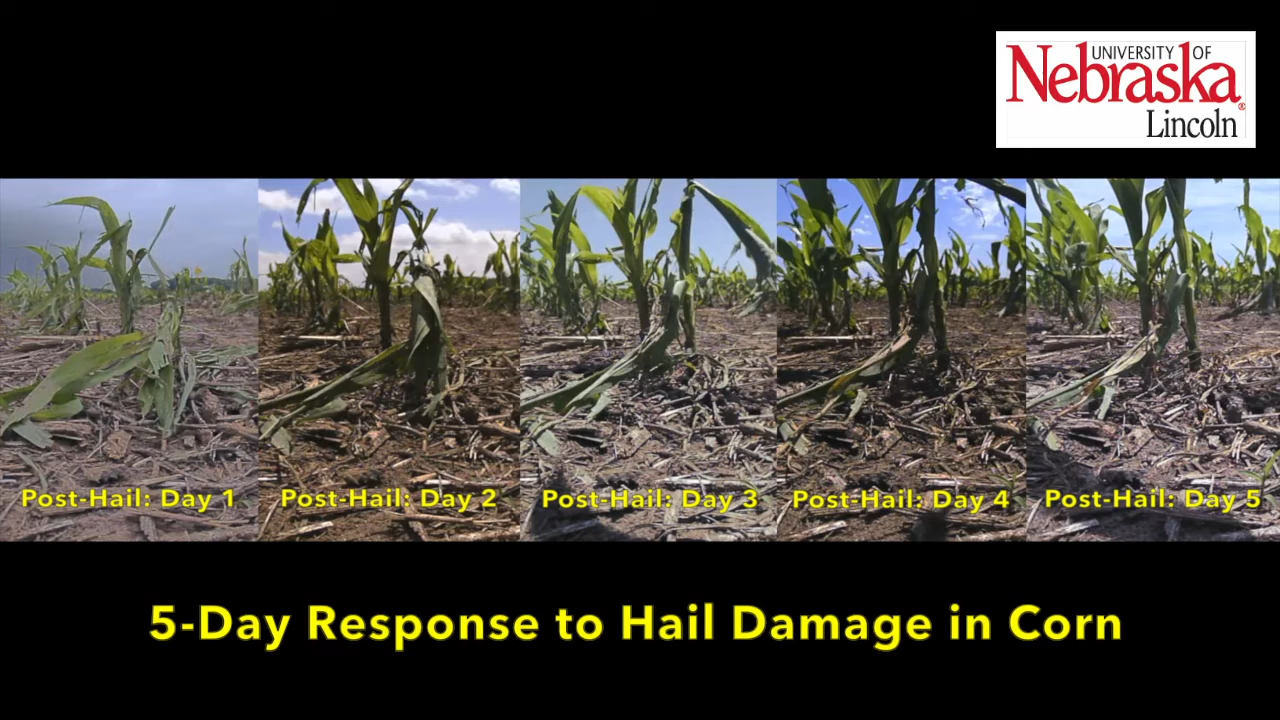 UNIVERSITY OF
Nebraska®
Lincoln
Post-Hail: Day 1
Post-Hail: Day 2
Post-Hail: Day 3
Post-Hail: Day 4
Post-Hail: Day 5
5-Day Response to Hail Damage in Corn